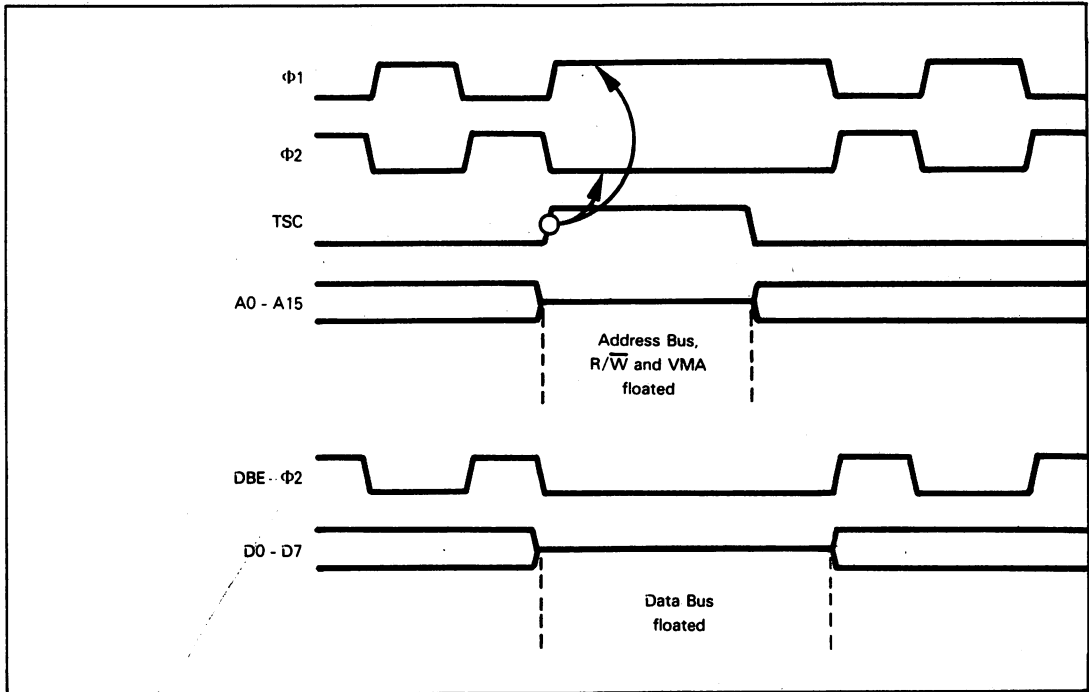 Φ1
Φ2
TSC
A0 - A15
Address Bus,
R/W̅ and VMA
floated
DBE - Φ2
D0 - D7
Data Bus
floated